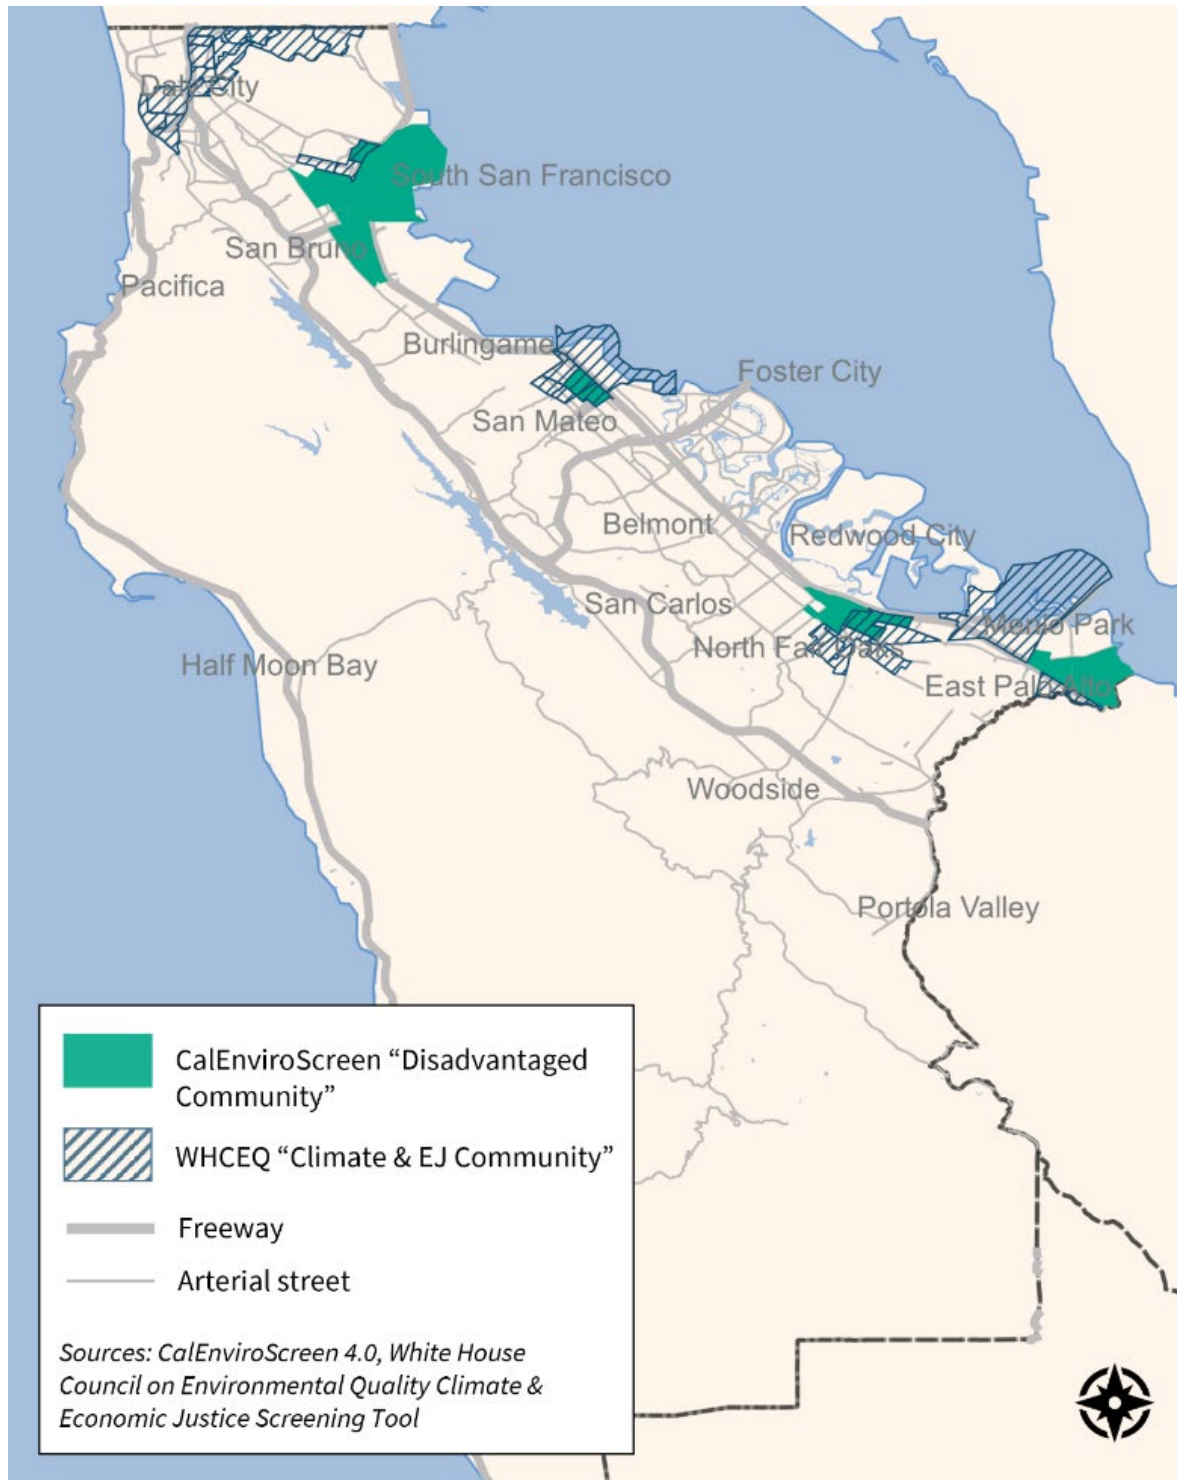 Daly City
South San Francisco
San Bruno
Pacifica
Burlingame
Foster City
San Mateo
Belmont
Redwood City
San Carlos
Menlo Park
North Fair Oaks
Half Moon Bay
East Palo Alto
Woodside
Portola Valley
CalEnviroScreen “Disadvantaged
Community”
WHCEQ “Climate & EJ Community”
Freeway
Arterial street
Sources: CalEnviroScreen 4.0, White House
Council on Environmental Quality Climate &
Economic Justice Screening Tool